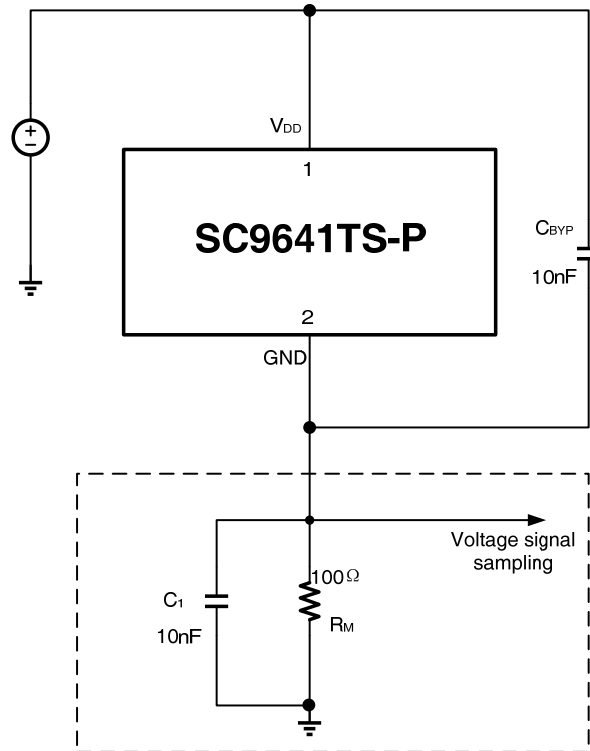 VDD
1
SC9641TS-P
CBYP
10nF
2
GND
Voltage signal
sampling
100Ω
C1
RM
10nF